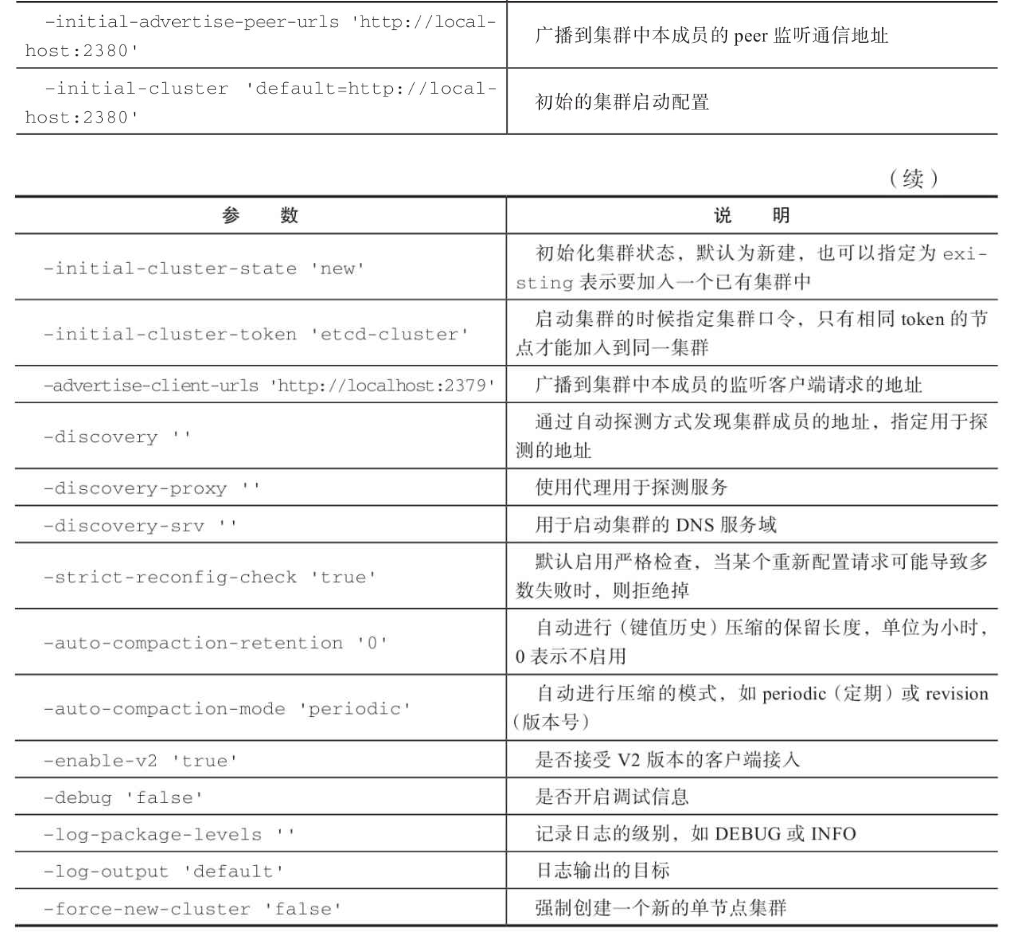 -initial-advertise-peer-urls 'http://local-
host:2380'
广播到集群中本成员的 peer 监听通信地址
-initial-cluster 'default=http://local-
host:2380'
初始的集群启动配置
（续）
参 数
说 明
-initial-cluster-state 'new'
初始化集群状态，默认为新建，也可以指定为 exi-
sting 表示要加入一个已有集群中
-initial-cluster-token 'etcd-cluster'
启动集群的时候指定集群口令，只有相同 token 的节
点才能加入到同一集群
-advertise-client-urls 'http://localhost:2379'
广播到集群中本成员的监听客户端请求的地址
-discovery ''
通过自动探测方式发现集群成员的地址，指定用于探
测的地址
-discovery-proxy ''
使用代理用于探测服务
-discovery-srv ''
用于启动集群的 DNS 服务域
-strict-reconfig-check 'true'
默认启用严格检查，当某个重新配置请求可能导致多
数失败时，则拒绝掉
-auto-compaction-retention '0'
自动进行（键值历史）压缩的保留长度，单位为小时，
0 表示不启用
-auto-compaction-mode 'periodic'
自动进行压缩的模式，如 periodic（定期）或 revision
（版本号）
-enable-v2 'true'
是否接受 V2 版本的客户端接入
-debug 'false'
是否开启调试信息
-log-package-levels ''
记录日志的级别，如 DEBUG 或 INFO
-log-output 'default'
日志输出的目标
-force-new-cluster 'false'
强制创建一个新的单节点集群